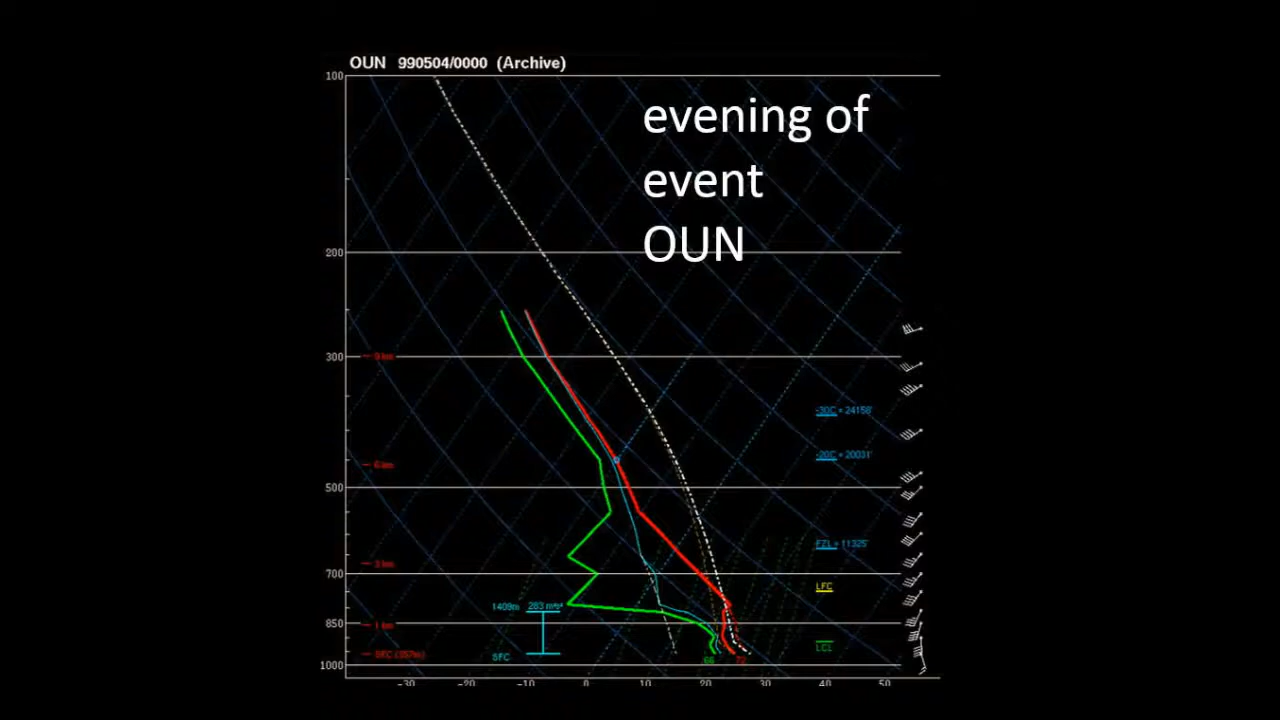 OUN 990504/0000 (Archive)
evening of
event
OUN
100
200
300
500
700
850
1000
9 km
6 km
3 km
1 km
SFC (357m)
-30C = 24158'
-20C = 20031'
FZL = 11325'
LFC
LCL
1409m 283 m²s²
SFC
66 72
-30 -20 -10 0 10 20 30 40 50